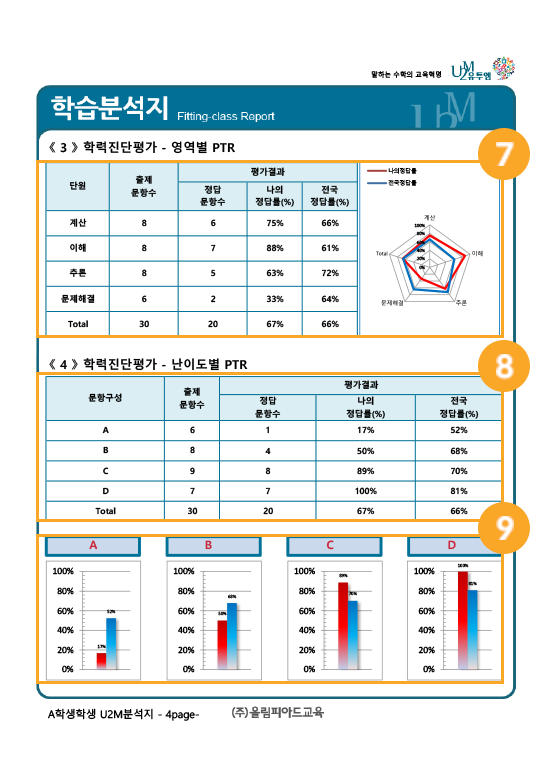 말하는 수학의 교육혁명
U2M 유투엠
학습분석지 Fitting-class Report
U2M
《 3 》학력진단평가 - 영역별 PTR
7
단원 출제 문항수 평가결과
정답 문항수 나의 정답률(%) 전국 정답률(%)
계산 8 6 75% 66%
이해 8 7 88% 61%
추론 8 5 63% 72%
문제해결 6 2 33% 64%
Total 30 20 67% 66%
나의정답률
전국정답률
계산
100%
80%
60%
40%
20%
0%
Total
이해
문제해결
추론
《 4 》학력진단평가 - 난이도별 PTR
8
문항구성 출제 문항수 평가결과
정답 문항수 나의 정답률(%) 전국 정답률(%)
A 6 1 17% 52%
B 8 4 50% 68%
C 9 8 89% 70%
D 7 7 100% 81%
Total 30 20 67% 66%
9
A
100%
80%
60%
40%
20%
0%
17%
52%
B
100%
80%
60%
40%
20%
0%
50%
68%
C
100%
80%
60%
40%
20%
0%
89%
70%
D
100%
80%
60%
40%
20%
0%
100%
81%
A학생학생 U2M분석지 - 4page-
(주)올림피아드교육